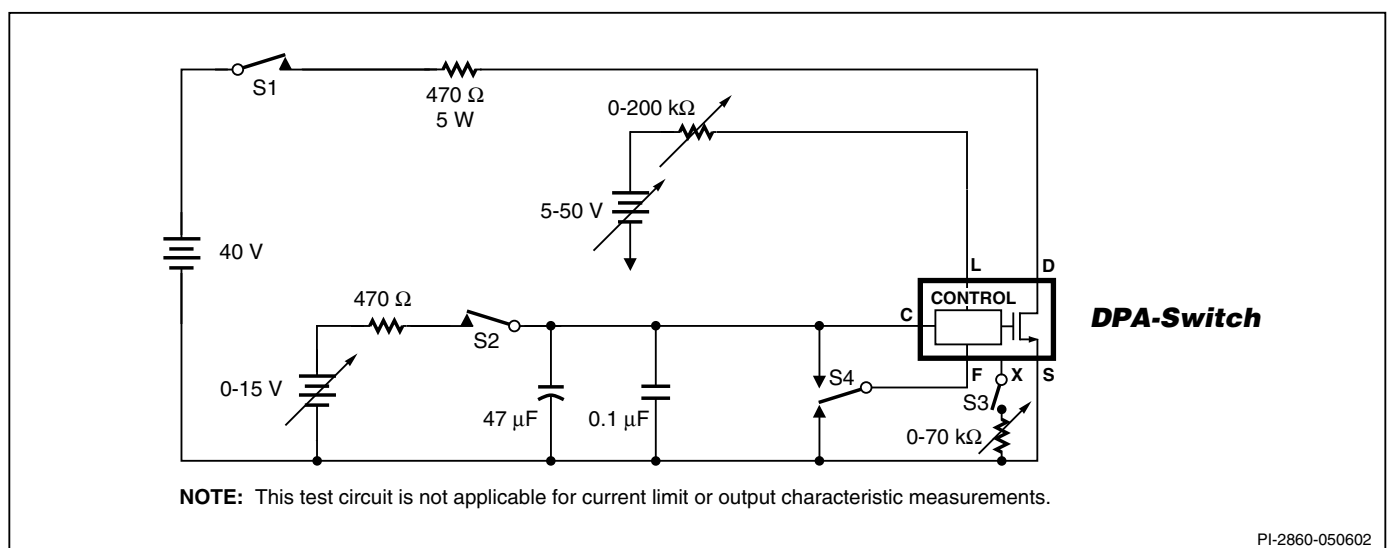 S1
470 Ω
5 W
0-200 kΩ
5-50 V
40 V
L
D
CONTROL
C
DPA-Switch
470 Ω
S2
0-15 V
47 μF
0.1 μF
S4
F
X
S
S3
0-70 kΩ
NOTE: This test circuit is not applicable for current limit or output characteristic measurements.
PI-2860-050602